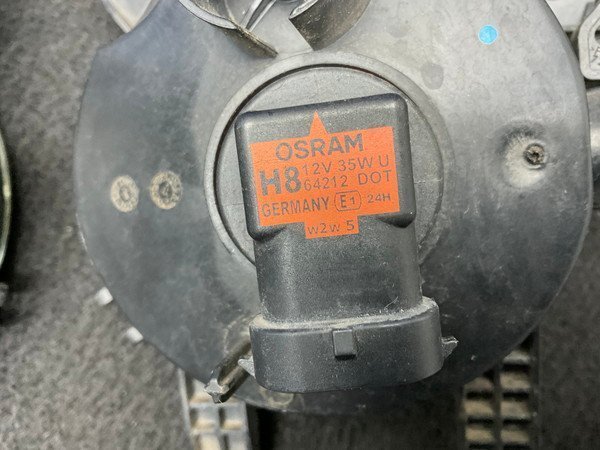 OSRAM
H8 12V 35W U
64212 DOT
GERMANY E1 24H
w2w 5